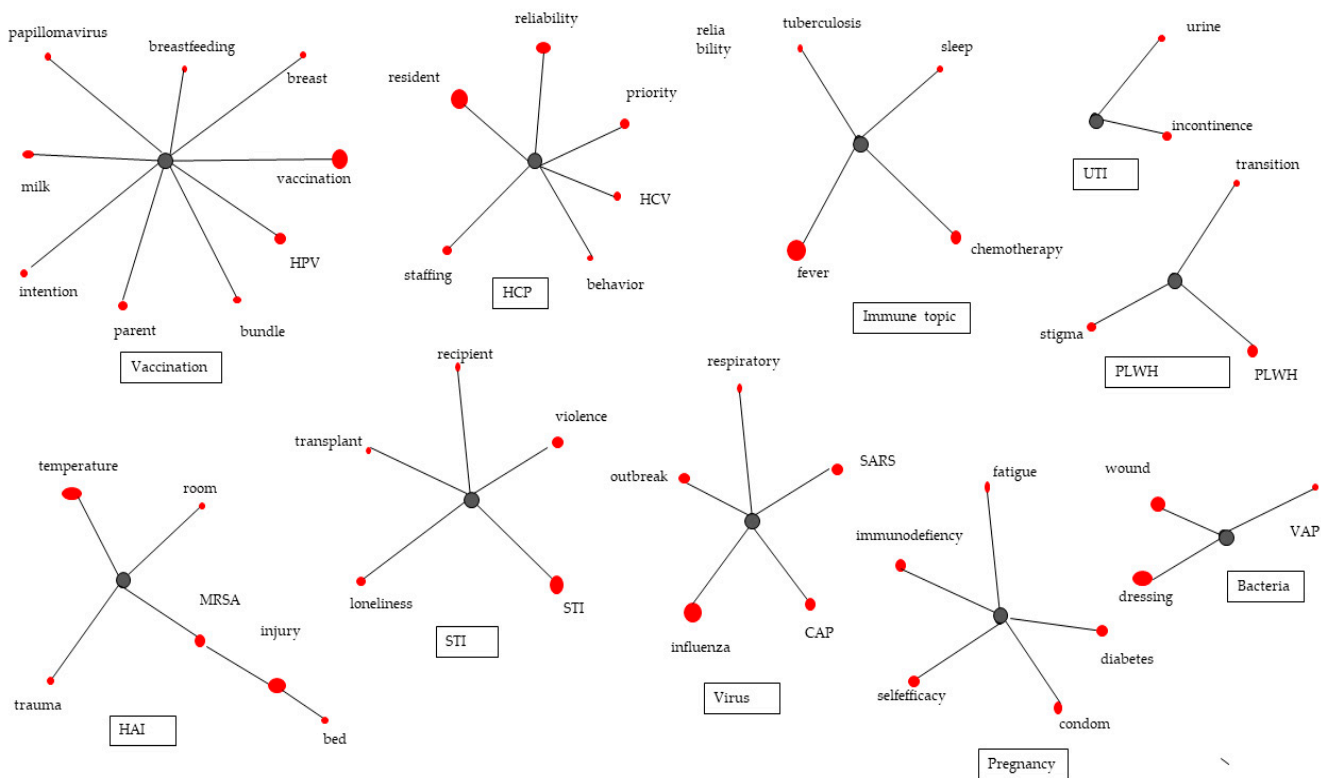 papillomavirus
breastfeeding
breast
milk
vaccination
intention
HPV
parent
bundle
Vaccination
reliability
resident
priority
HCV
staffing
behavior
HCP
relia
bility
tuberculosis
sleep
fever
chemotherapy
Immune topic
urine
incontinence
UTI
transition
stigma
PLWH
PLWH
temperature
room
MRSA
injury
trauma
bed
HAI
recipient
transplant
violence
loneliness
STI
STI
respiratory
outbreak
SARS
influenza
CAP
Virus
fatigue
immunodefiency
diabetes
selfefficacy
condom
Pregnancy
wound
VAP
dressing
Bacteria